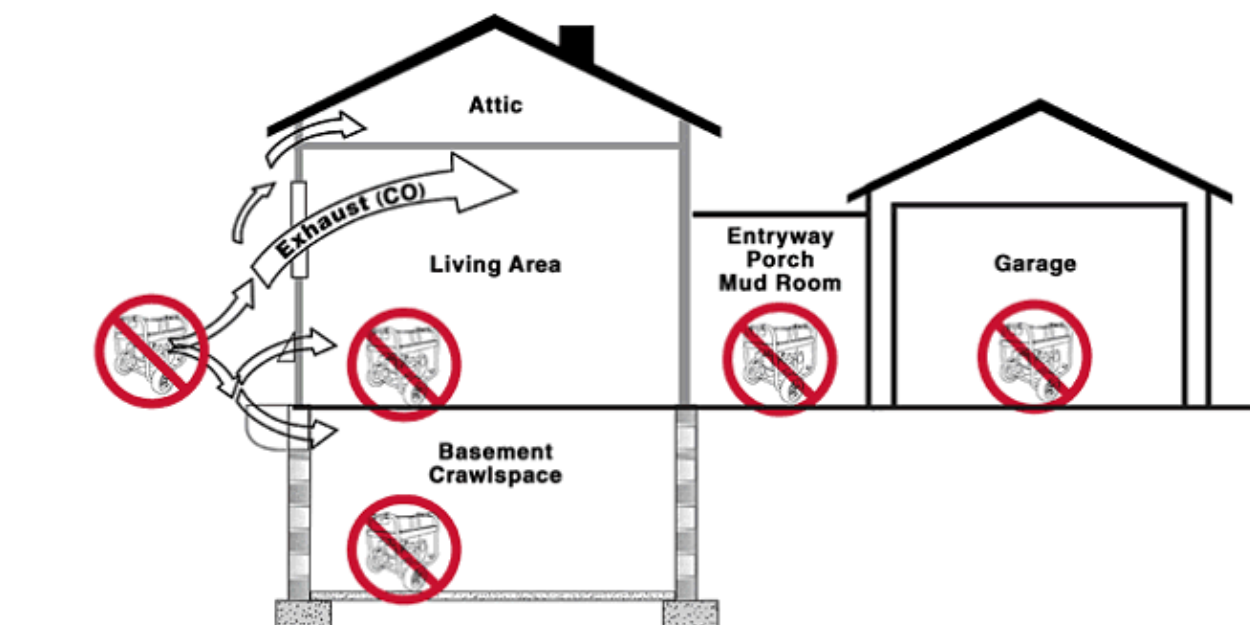 Attic
Exhaust (CO)
Living Area
Entryway
Porch
Mud Room
Garage
Basement
Crawlspace